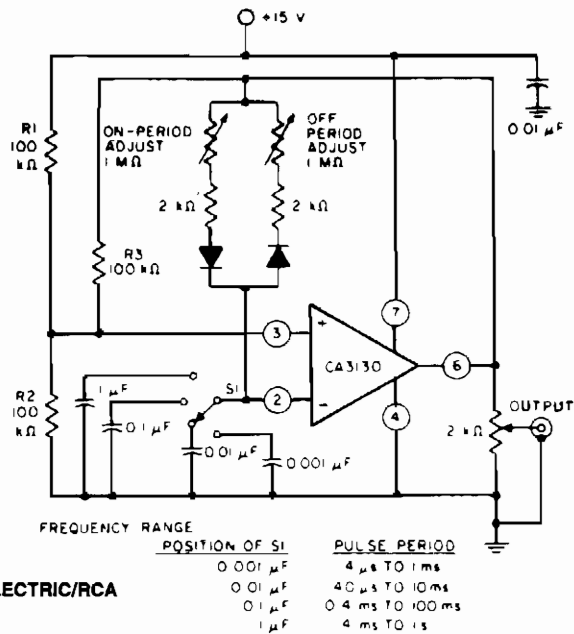 +15 V
R1
100
kΩ
ON-PERIOD
ADJUST
1 MΩ
OFF
PERIOD
ADJUST
1 MΩ
0.01 μF
2 kΩ
2 kΩ
R3
100 kΩ
7
3
+
CA3130
6
R2
100
kΩ
1 μF
S1
2
-
4
OUTPUT
0.1 μF
0.01 μF
0.001 μF
2 kΩ
FREQUENCY RANGE
POSITION OF S1 PULSE PERIOD
0.001 μF 4 μs TO 1 ms
0.01 μF 40 μs TO 10 ms
0.1 μF 0.4 ms TO 100 ms
1 μF 4 ms TO 1 s
LECTRIC/RCA